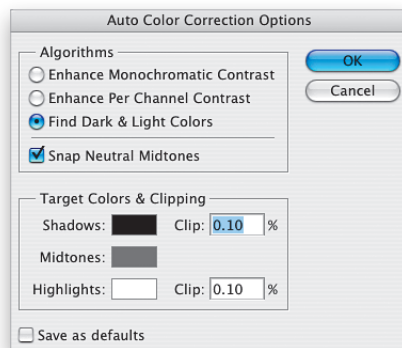 Auto Color Correction Options
Algorithms
Enhance Monochromatic Contrast
Enhance Per Channel Contrast
Find Dark & Light Colors
Snap Neutral Midtones
OK
Cancel
Target Colors & Clipping
Shadows: Clip: 0.10 %
Midtones:
Highlights: Clip: 0.10 %
Save as defaults